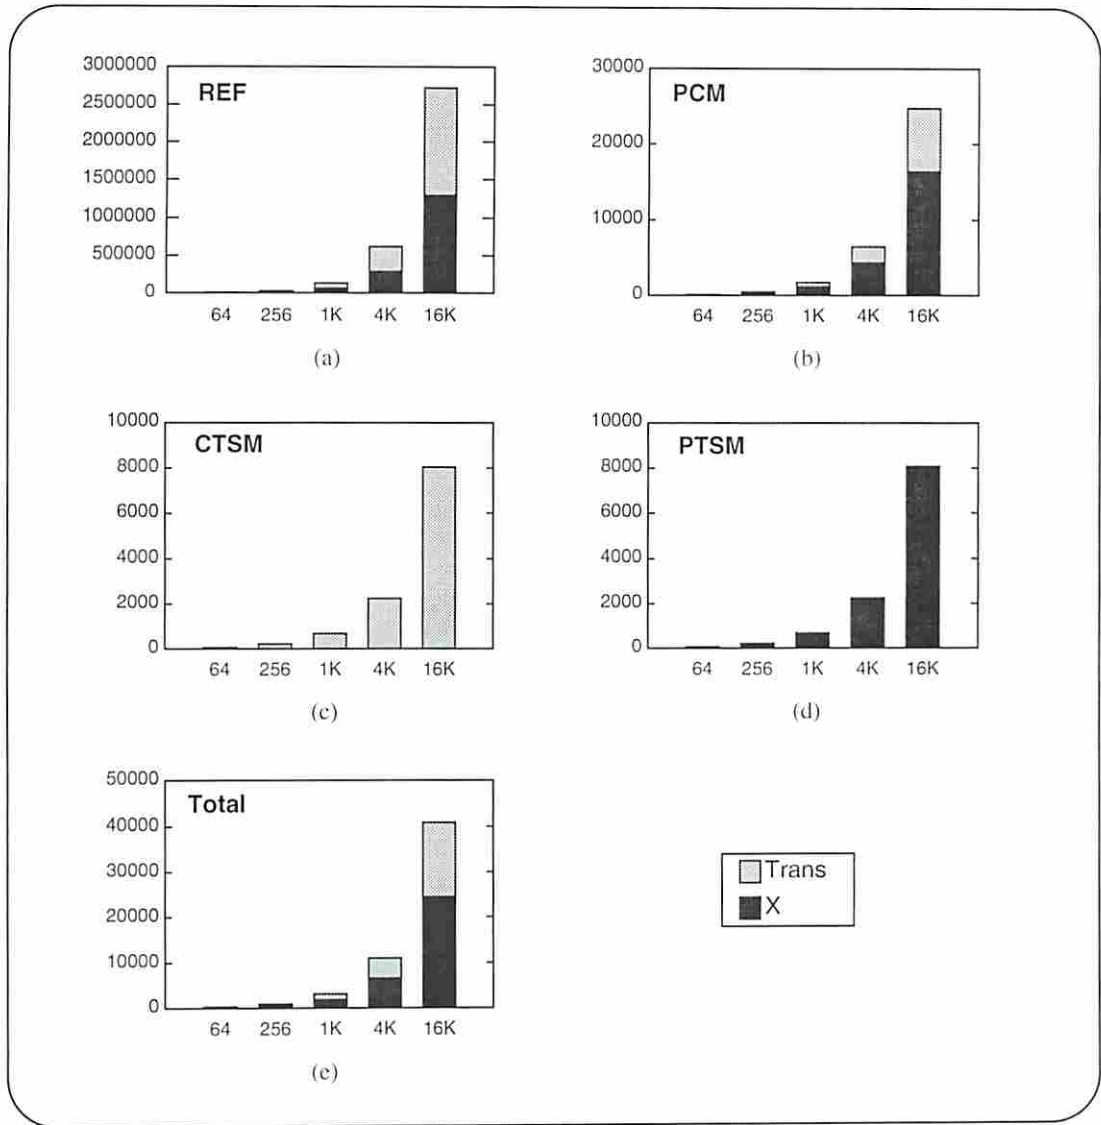 REF
3000000
2500000
2000000
1500000
1000000
500000
0
64 256 1K 4K 16K
(a)
PCM
30000
20000
10000
0
64 256 1K 4K 16K
(b)
CTSM
10000
8000
6000
4000
2000
0
64 256 1K 4K 16K
(c)
PTSM
10000
8000
6000
4000
2000
0
64 256 1K 4K 16K
(d)
Total
50000
40000
30000
20000
10000
0
64 256 1K 4K 16K
(e)
Trans
X